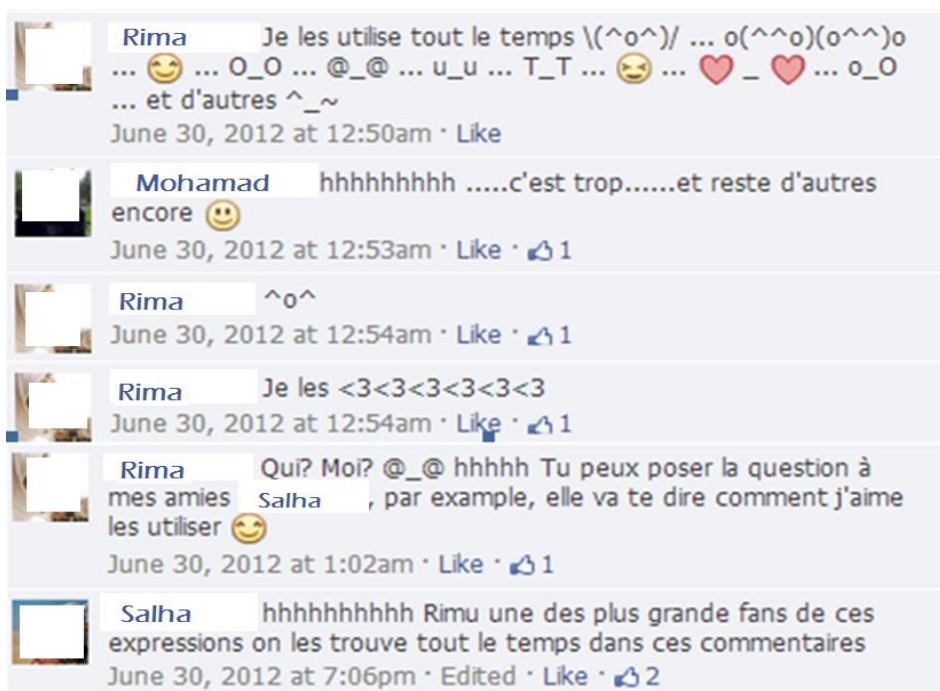 Rima Je les utilise tout le temps \(^o^)/ ... o(^^o)(o^^)o
... 😊 ... O_O ... @_@ ... u_u ... T_T ... 😆 ... ❤ _ ❤ ... o_O
... et d'autres ^_~
June 30, 2012 at 12:50am · Like
Mohamad hhhhhhhhh .....c'est trop......et reste d'autres
encore 🙂
June 30, 2012 at 12:53am · Like · 👍 1
Rima ^o^
June 30, 2012 at 12:54am · Like · 👍 1
Rima Je les <3<3<3<3<3<3
June 30, 2012 at 12:54am · Like · 👍 1
Rima Qui? Moi? @_@ hhhhh Tu peux poser la question à
mes amies Salha , par example, elle va te dire comment j'aime
les utiliser 😊
June 30, 2012 at 1:02am · Like · 👍 1
Salha hhhhhhhhhh Rimu une des plus grande fans de ces
expressions on les trouve tout le temps dans ces commentaires
June 30, 2012 at 7:06pm · Edited · Like · 👍 2